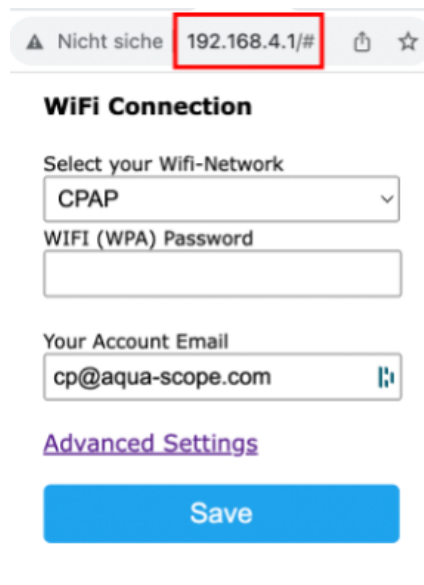 Nicht siche 192.168.4.1/#
WiFi Connection
Select your Wifi-Network
CPAP
WIFI (WPA) Password
Your Account Email
cp@aqua-scope.com
Advanced Settings
Save